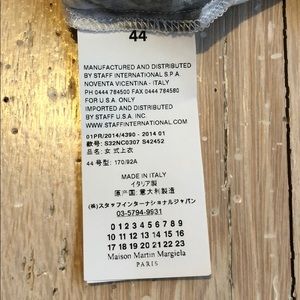 44
MANUFACTURED AND DISTRIBUTED
BY STAFF INTERNATIONAL S.P.A.
NOVENTA VICENTINA - ITALY
PH 0444 784500 FAX 0444 784580
FOR U.S.A. ONLY
IMPORTED AND DISTRIBUTED
BY STAFF U.S.A. INC.
WWW.STAFFINTERNATIONAL.COM
01PR/2014/4390 - 2014 01
款号: S32NC0307 S42452
品名: 女式上衣
44 号型: 170/92A
MADE IN ITALY
イタリア製
原产国: 意大利製造
(株)スタッフインターナショナルジャパン
03-5794-9931
0 1 2 3 4 5 6 7 8 9
10 11 12 13 14 15 16
17 18 19 20 21 22 23
Maison Martin Margiela
PARIS